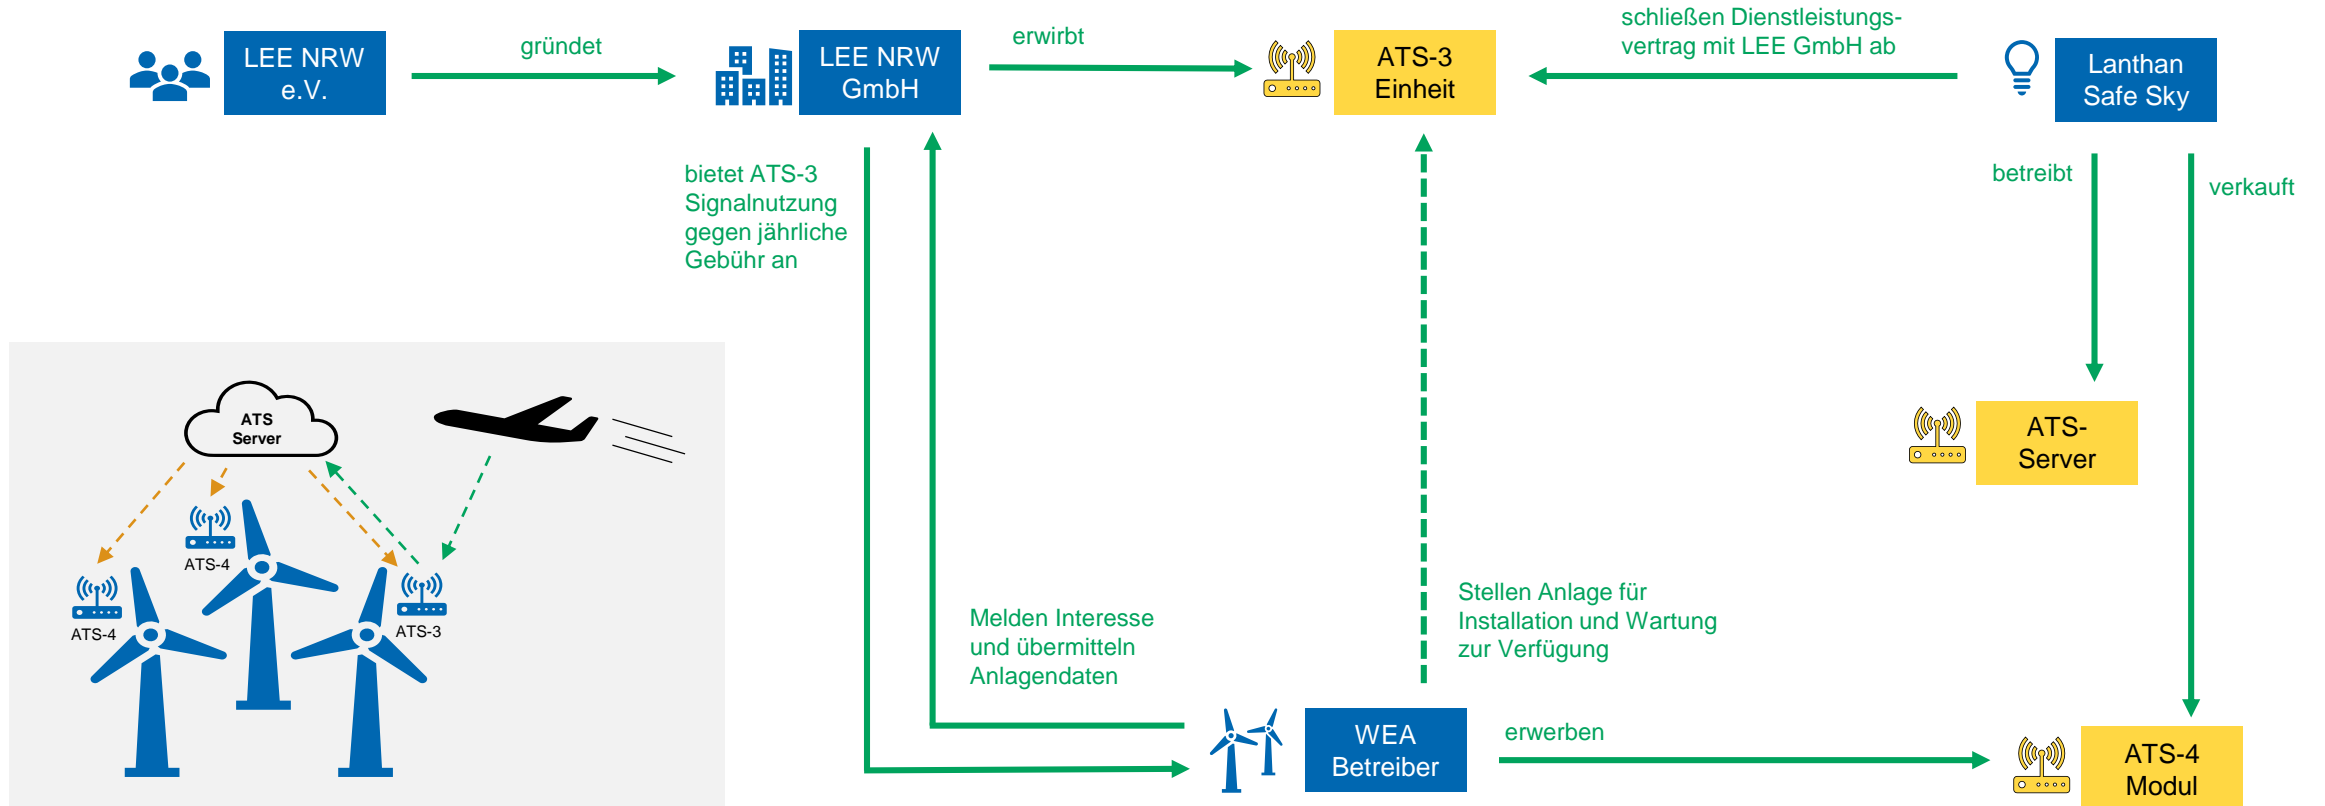 LEE NRW
e.V.
gründet
LEE NRW
GmbH
erwirbt
ATS-3
Einheit
schließen Dienstleistungs-
vertrag mit LEE GmbH ab
Lanthan
Safe Sky
bietet ATS-3
Signalnutzung
gegen jährliche
Gebühr an
betreibt
verkauft
ATS
Server
ATS-4
ATS-4
ATS-3
ATS-
Server
Melden Interesse
und übermitteln
Anlagendaten
Stellen Anlage für
Installation und Wartung
zur Verfügung
WEA
Betreiber
erwerben
ATS-4
Modul